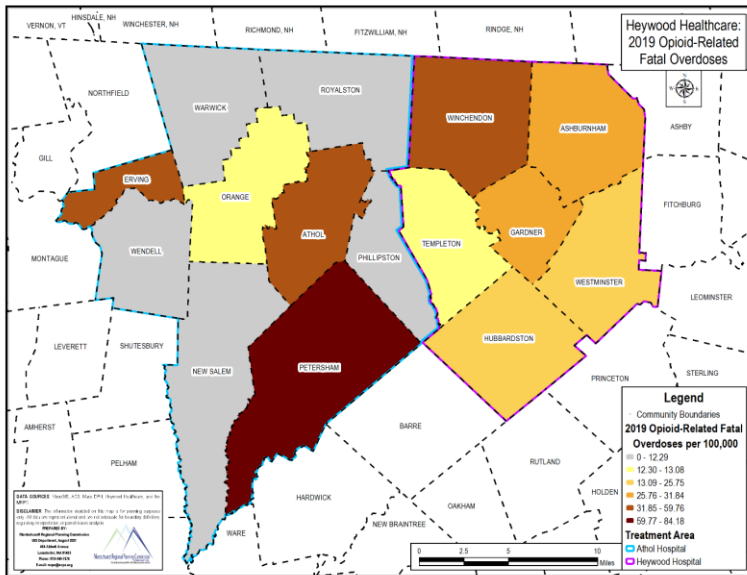 Heywood Healthcare:
2019 Opioid-Related
Fatal Overdoses
HINSDALE, NH
VERNON, VT
WINCHESTER, NH
RICHMOND, NH
FITZWILLIAM, NH
RINDGE, NH
NORTHFIELD
WARWICK
ROYALSTON
WINCHENDON
ASHBURNHAM
ASHBY
GILL
ERVING
ORANGE
ATHOL
PHILLIPSTON
TEMPLETON
GARDNER
FITCHBURG
MONTAGUE
WENDELL
WESTMINSTER
LEOMINSTER
LEVERETT
SHUTESBURY
NEW SALEM
PETERSHAM
HUBBARDSTON
PRINCETON
STERLING
AMHERST
PELHAM
BARRE
RUTLAND
HOLDEN
HARDWICK
OAKHAM
NEW BRAINTREE
WARE
Legend
Community Boundaries
2019 Opioid-Related Fatal
Overdoses per 100,000
0 - 12.29
12.30 - 13.08
13.09 - 25.75
25.76 - 31.84
31.85 - 59.76
59.77 - 84.18
Treatment Area
Athol Hospital
Heywood Hospital
0 2.5 5 10
Miles
DATA SOURCES
DISCLAIMER
PREPARED BY:
Montachusett Regional Planning Commission